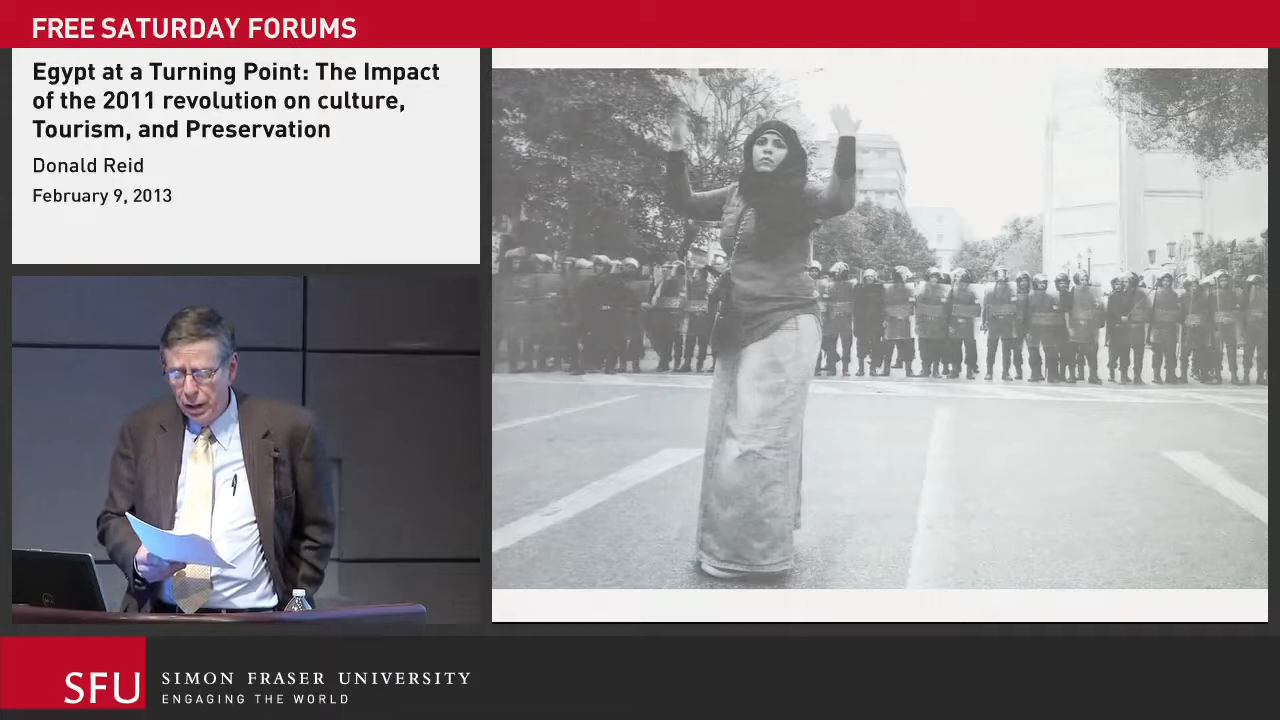 FREE SATURDAY FORUMS
Egypt at a Turning Point: The Impact
of the 2011 revolution on culture,
Tourism, and Preservation
Donald Reid
February 9, 2013
SFU
SIMON FRASER UNIVERSITY
ENGAGING THE WORLD